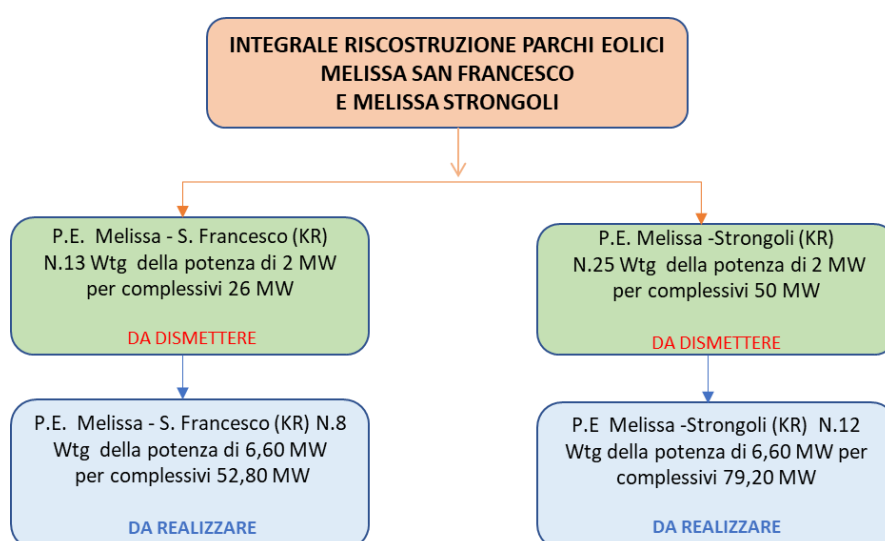 INTEGRALE RISCOSTRUZIONE PARCHI EOLICI
MELISSA SAN FRANCESCO
E MELISSA STRONGOLI
P.E. Melissa - S. Francesco (KR)
N.13 Wtg della potenza di 2 MW
per complessivi 26 MW
DA DISMETTERE
P.E. Melissa -Strongoli (KR)
N.25 Wtg della potenza di 2 MW
per complessivi 50 MW
DA DISMETTERE
P.E. Melissa - S. Francesco (KR) N.8
Wtg della potenza di 6,60 MW
per complessivi 52,80 MW
DA REALIZZARE
P.E Melissa -Strongoli (KR) N.12
Wtg della potenza di 6,60 MW per
complessivi 79,20 MW
DA REALIZZARE